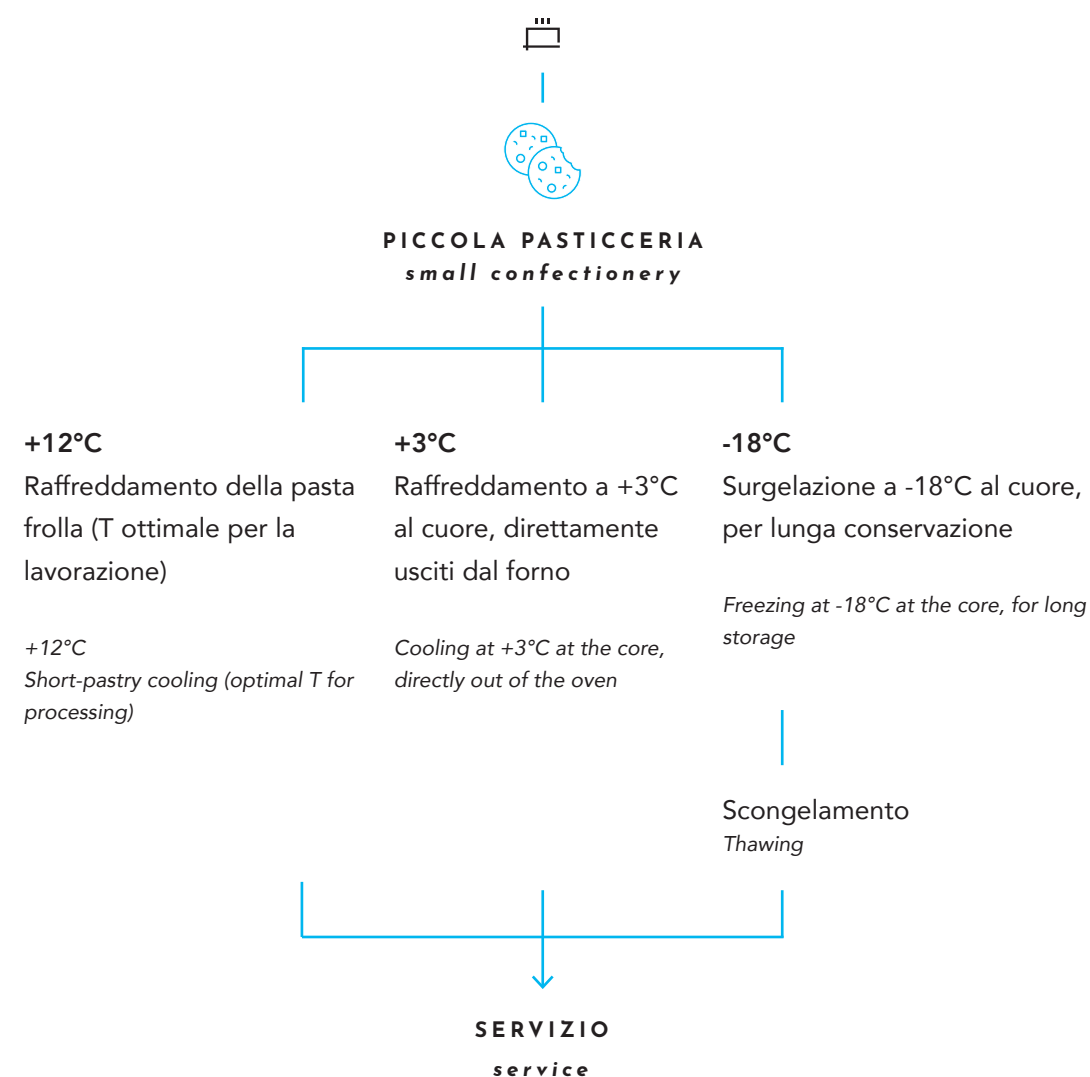 PICCOLA PASTICCERIA
small confectionery
+12°C
Raffreddamento della pasta
frolla (T ottimale per la
lavorazione)
+12°C
Short-pastry cooling (optimal T for
processing)
+3°C
Raffreddamento a +3°C
al cuore, direttamente
usciti dal forno
Cooling at +3°C at the core,
directly out of the oven
-18°C
Surgelazione a -18°C al cuore,
per lunga conservazione
Freezing at -18°C at the core, for long
storage
Scongelamento
Thawing
SERVIZIO
service